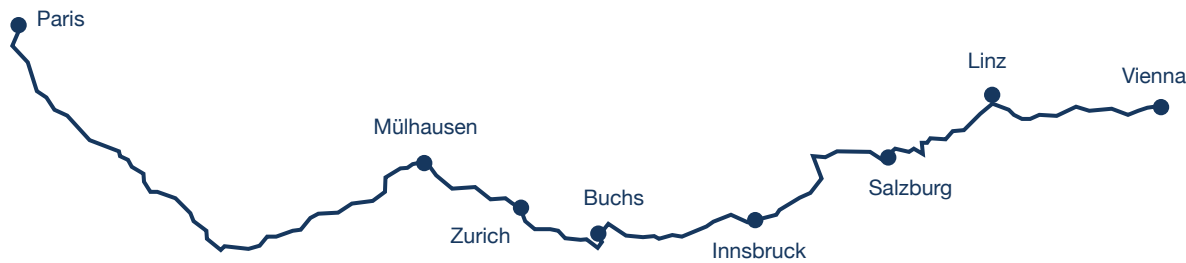 Paris
Mülhausen
Zurich
Buchs
Innsbruck
Salzburg
Linz
Vienna